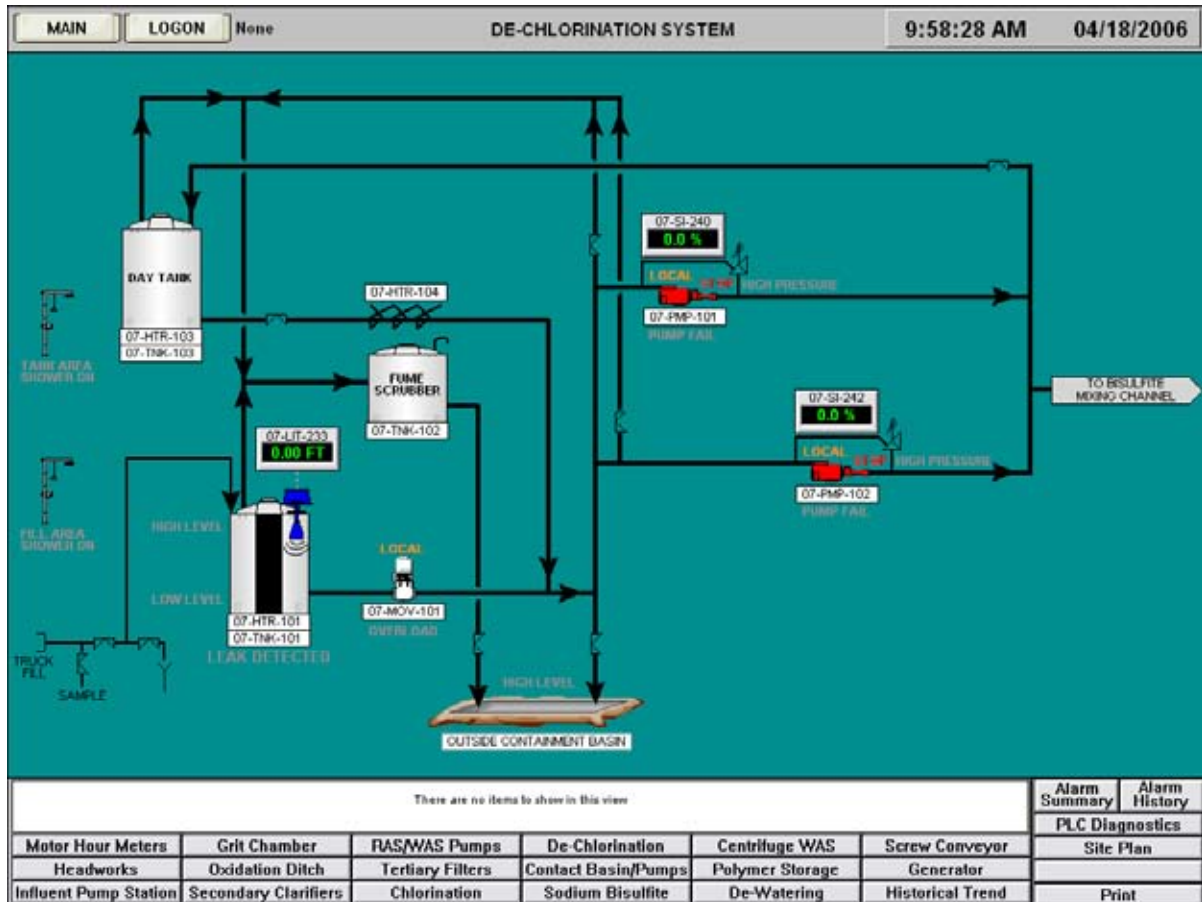 MAIN LOGON None DE-CHLORINATION SYSTEM 9:58:28 AM 04/18/2006
07-SI-240
0.0 %
DAY TANK
LOCAL STOP HIGH PRESSURE
07-HTR-104
07-PMP-101
PUMP FAIL
07-HTR-103
07-TNK-103
TANK AREA
SHOWER ON
FUME
SCRUBBER
TO BISULFITE
MIXING CHANNEL
07-SI-242
0.0 %
07-TNK-102
07-LIT-233
0.00 FT
LOCAL STOP HIGH PRESSURE
07-PMP-102
PUMP FAIL
HIGH LEVEL
FILL AREA
SHOWER ON
LOCAL
LOW LEVEL
07-MOV-101
OVERLOAD
07-HTR-101
07-TNK-101
LEAK DETECTED
TRUCK
FILL
SAMPLE
HIGH LEVEL
OUTSIDE CONTAINMENT BASIN
There are no items to show in this view
Alarm Summary
Alarm History
PLC Diagnostics
Motor Hour Meters Grit Chamber RAS/WAS Pumps De-Chlorination Centrifuge WAS Screw Conveyor Site Plan
Headworks Oxidation Ditch Tertiary Filters Contact Basin/Pumps Polymer Storage Generator
Influent Pump Station Secondary Clarifiers Chlorination Sodium Bisulfite De-Watering Historical Trend Print